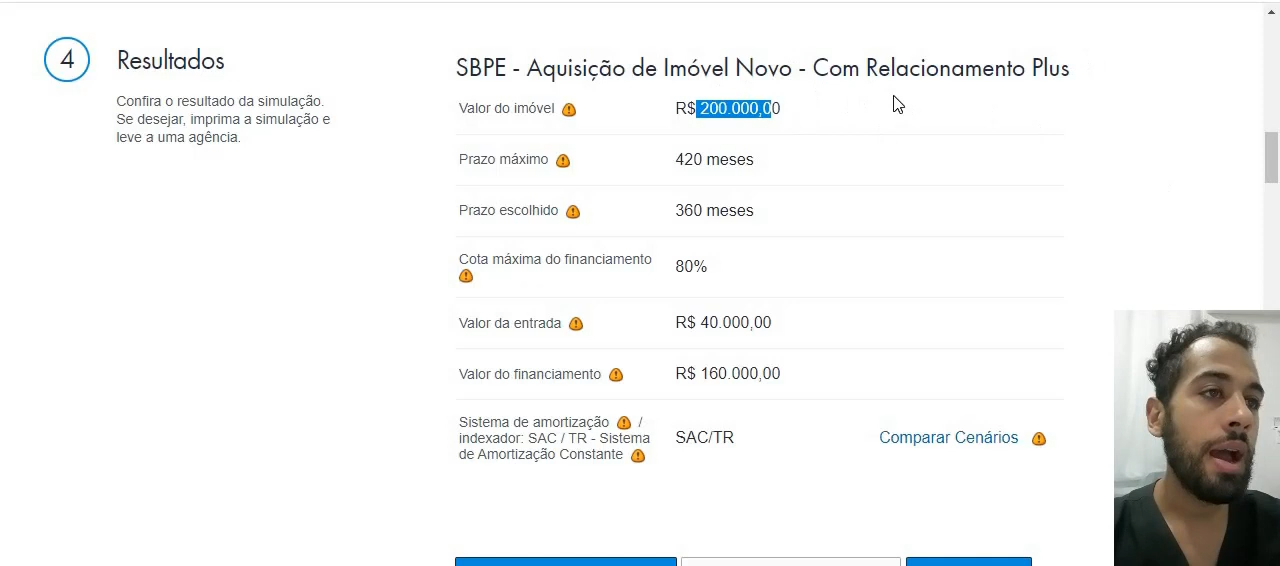 4
Resultados
Confira o resultado da simulação.
Se desejar, imprima a simulação e
leve a uma agência.
SBPE - Aquisição de Imóvel Novo - Com Relacionamento Plus
Valor do imóvel R$ 200.000,00
Prazo máximo 420 meses
Prazo escolhido 360 meses
Cota máxima do financiamento 80%
Valor da entrada R$ 40.000,00
Valor do financiamento R$ 160.000,00
Sistema de amortização /
indexador: SAC / TR - Sistema
de Amortização Constante
SAC/TR
Comparar Cenários